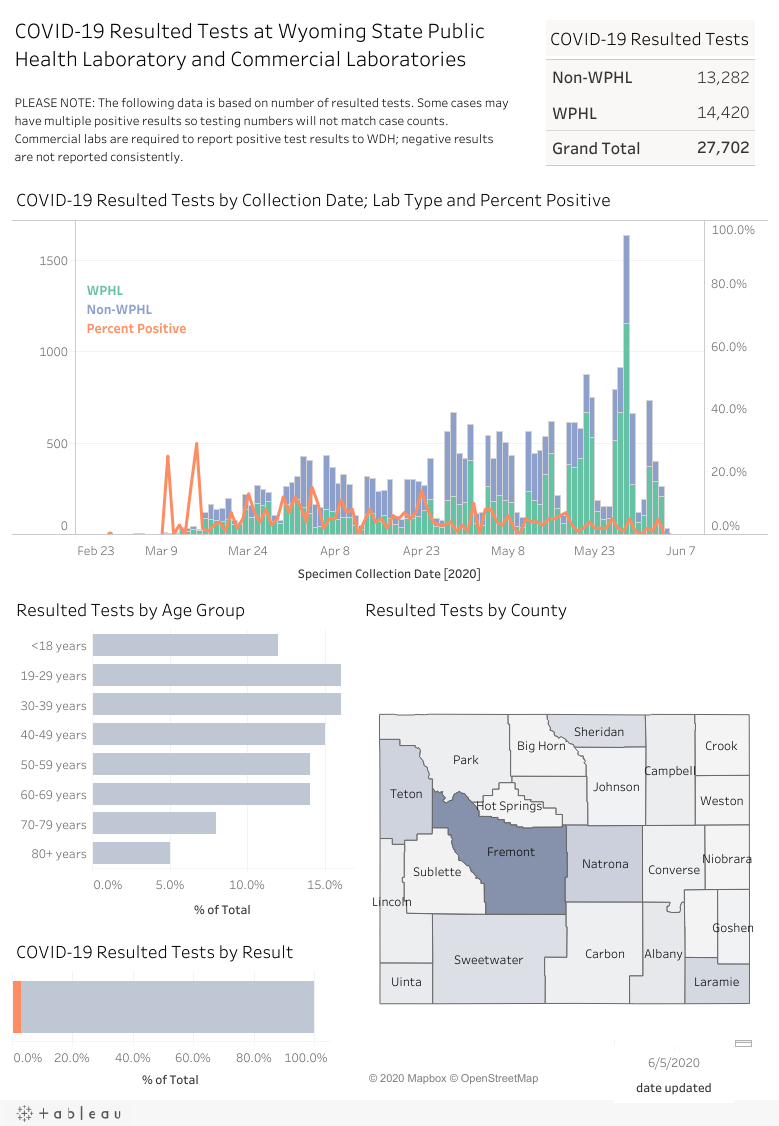 COVID-19 Resulted Tests at Wyoming State Public
Health Laboratory and Commercial Laboratories
PLEASE NOTE: The following data is based on number of resulted tests. Some cases may
have multiple positive results so testing numbers will not match case counts.
Commercial labs are required to report positive test results to WDH; negative results
are not reported consistently.
COVID-19 Resulted Tests
Non-WPHL 13,282
WPHL 14,420
Grand Total 27,702
COVID-19 Resulted Tests by Collection Date; Lab Type and Percent Positive
WPHL
Non-WPHL
Percent Positive
1500
1000
500
0
100.0%
80.0%
60.0%
40.0%
20.0%
0.0%
Feb 23 Mar 9 Mar 24 Apr 8 Apr 23 May 8 May 23 Jun 7
Specimen Collection Date [2020]
Resulted Tests by Age Group
<18 years
19-29 years
30-39 years
40-49 years
50-59 years
60-69 years
70-79 years
80+ years
0.0% 5.0% 10.0% 15.0%
% of Total
COVID-19 Resulted Tests by Result
0.0% 20.0% 40.0% 60.0% 80.0% 100.0%
% of Total
Resulted Tests by County
Sheridan
Big Horn
Crook
Park
Campbell
Johnson
Teton
Hot Springs
Weston
Fremont
Natrona
Niobrara
Sublette
Converse
Lincoln
Goshen
Sweetwater
Carbon
Albany
Uinta
Laramie
© 2020 Mapbox © OpenStreetMap
6/5/2020
date updated
tableau